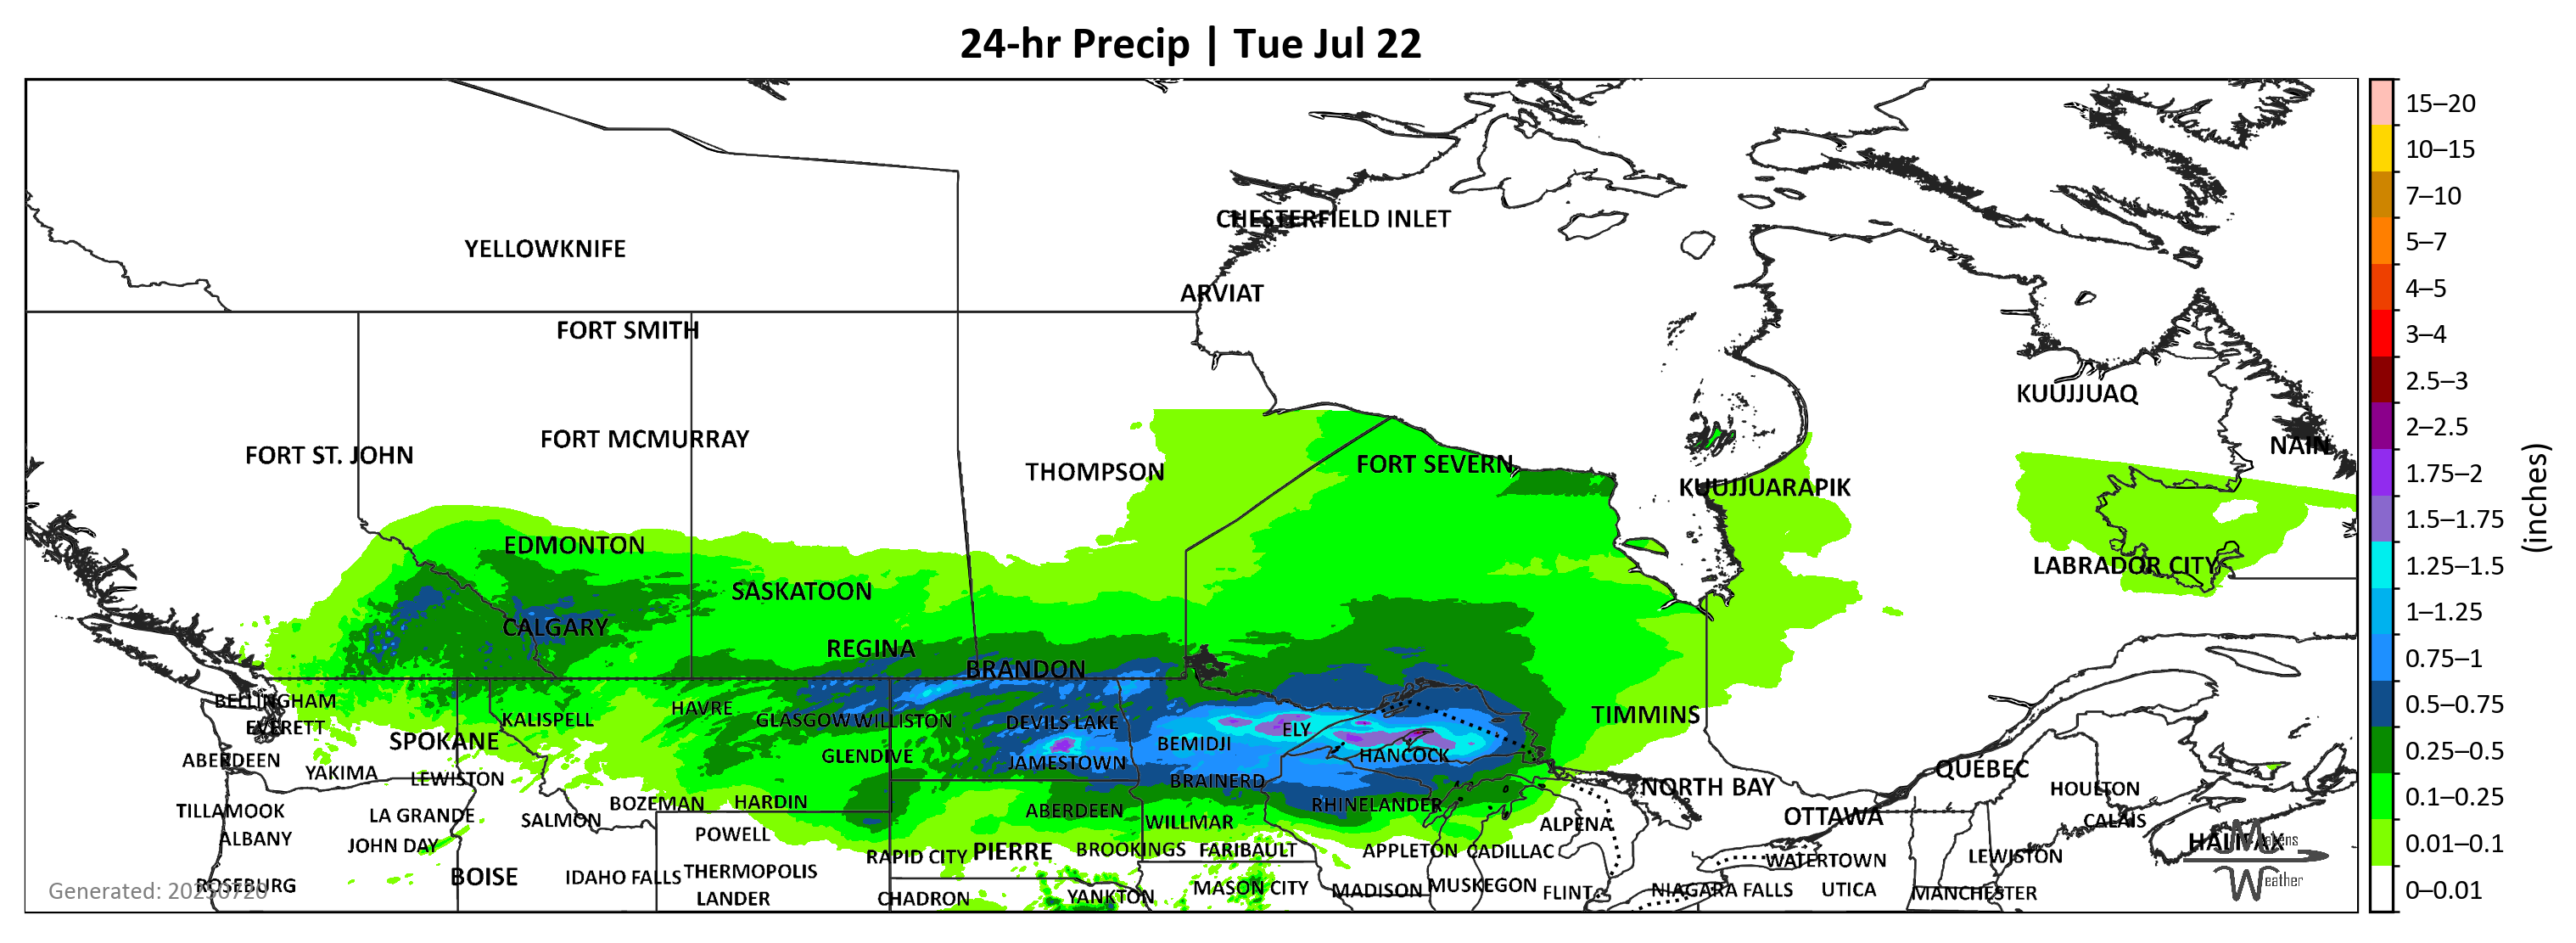 24-hr Precip | Tue Jul 22
15–20
10–15
7–10
5–7
4–5
3–4
2.5–3
2–2.5
1.75–2
1.5–1.75
1.25–1.5
1–1.25
0.75–1
0.5–0.75
0.25–0.5
0.1–0.25
0.01–0.1
0–0.01
(inches)
CHESTERFIELD INLET
YELLOWKNIFE
ARVIAT
FORT SMITH
KUUJJUAQ
FORT MCMURRAY
NAIN
FORT ST. JOHN
THOMPSON
FORT SEVERN
KUUJJUARAPIK
EDMONTON
LABRADOR CITY
SASKATOON
CALGARY
REGINA
BRANDON
BELLINGHAM
HAVRE
KALISPELL
GLASGOW
WILLISTON
DEVILS LAKE
TIMMINS
EVERETT
ELY
SPOKANE
BEMIDJI
GLENDIVE
HANCOCK
ABERDEEN
JAMESTOWN
QUÉBEC
YAKIMA
LEWISTON
BRAINERD
NORTH BAY
HOULTON
TILLAMOOK
LA GRANDE
BOZEMAN
HARDIN
RHINELANDER
SALMON
ABERDEEN
WILLMAR
ALPENA
OTTAWA
CALAIS
ALBANY
JOHN DAY
POWELL
HALIFAX
RAPID CITY
PIERRE
BROOKINGS
FARIBAULT
APPLETON
CADILLAC
WATERTOWN
LEWISTON
BOISE
IDAHO FALLS
THERMOPOLIS
ROSEBURG
MASON CITY
MADISON
MUSKEGON
FLINT
NIAGARA FALLS
UTICA
MANCHESTER
LANDER
CHADRON
YANKTON
Generated: 20250720
Weather